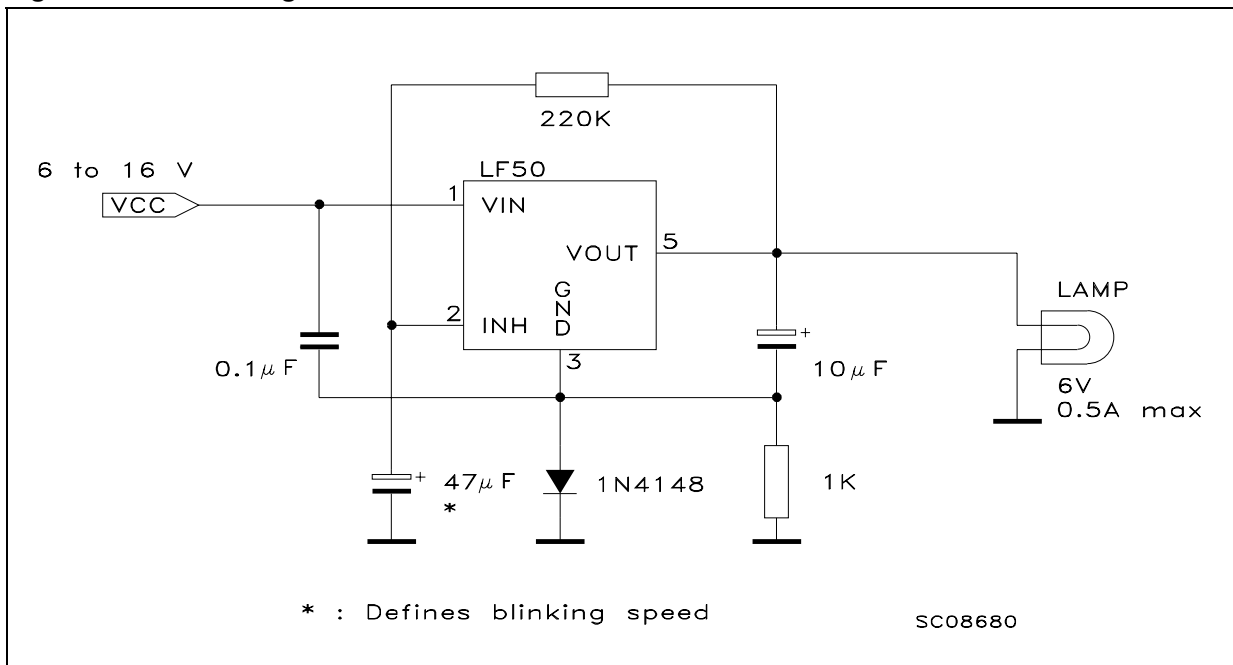 220K
6 to 16 V
VCC
LF50
1
VIN
VOUT
5
2
INH
GND
3
0.1μF
+
10μF
LAMP
6V
0.5A max
+
47μF
*
1N4148
1K
* : Defines blinking speed
SC08680